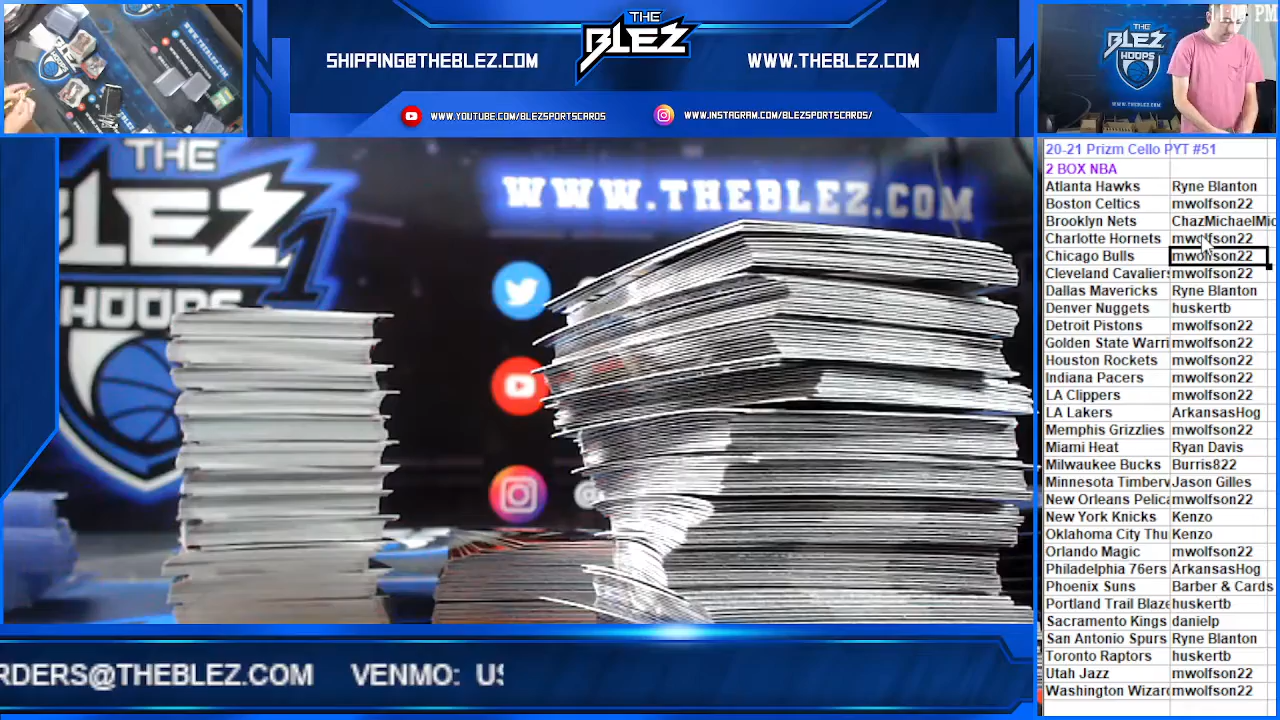 THE
BLEZ
SHIPPING@THEBLEZ.COM
WWW.THEBLEZ.COM
WWW.YOUTUBE.COM/BLEZSPORTSCARDS
WWW.INSTAGRAM.COM/BLEZSPORTSCARDS/
THE
BLEZ
HOOPS
WWW.THEBLEZ.COM
THE
BLEZ
HOOPS
WWW.THEBLEZ.COM
20-21 Prizm Cello PYT #51
2 BOX NBA
Atlanta Hawks Ryne Blanton
Boston Celtics mwolfson22
Brooklyn Nets ChazMichaelMic
Charlotte Hornets mwolfson22
Chicago Bulls mwolfson22
Cleveland Cavaliers mwolfson22
Dallas Mavericks Ryne Blanton
Denver Nuggets huskertb
Detroit Pistons mwolfson22
Golden State Warri mwolfson22
Houston Rockets mwolfson22
Indiana Pacers mwolfson22
LA Clippers mwolfson22
LA Lakers ArkansasHog
Memphis Grizzlies mwolfson22
Miami Heat Ryan Davis
Milwaukee Bucks Burris822
Minnesota Timberv Jason Gilles
New Orleans Pelica mwolfson22
New York Knicks Kenzo
Oklahoma City Thu Kenzo
Orlando Magic mwolfson22
Philadelphia 76ers ArkansasHog
Phoenix Suns Barber & Cards
Portland Trail Blaze huskertb
Sacramento Kings danielp
San Antonio Spurs Ryne Blanton
Toronto Raptors huskertb
Utah Jazz mwolfson22
Washington Wizard mwolfson22
RDERS@THEBLEZ.COM VENMO: US